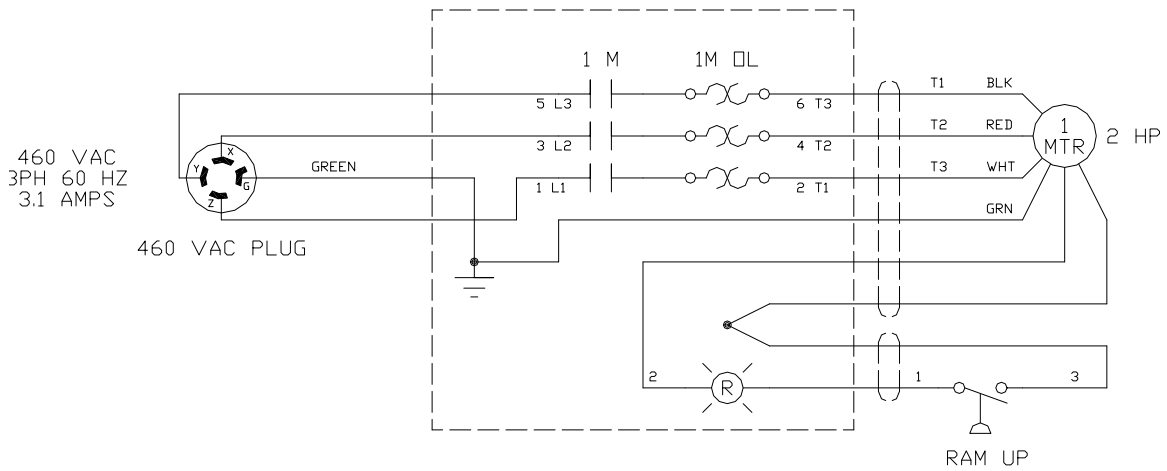 1 M
1M OL
5 L3
6 T3
T1
BLK
3 L2
4 T2
T2
RED
1
MTR
2 HP
460 VAC
3PH 60 HZ
3.1 AMPS
X
Y
G
Z
GREEN
1 L1
2 T1
T3
WHT
GRN
460 VAC PLUG
2
R
1
3
RAM UP